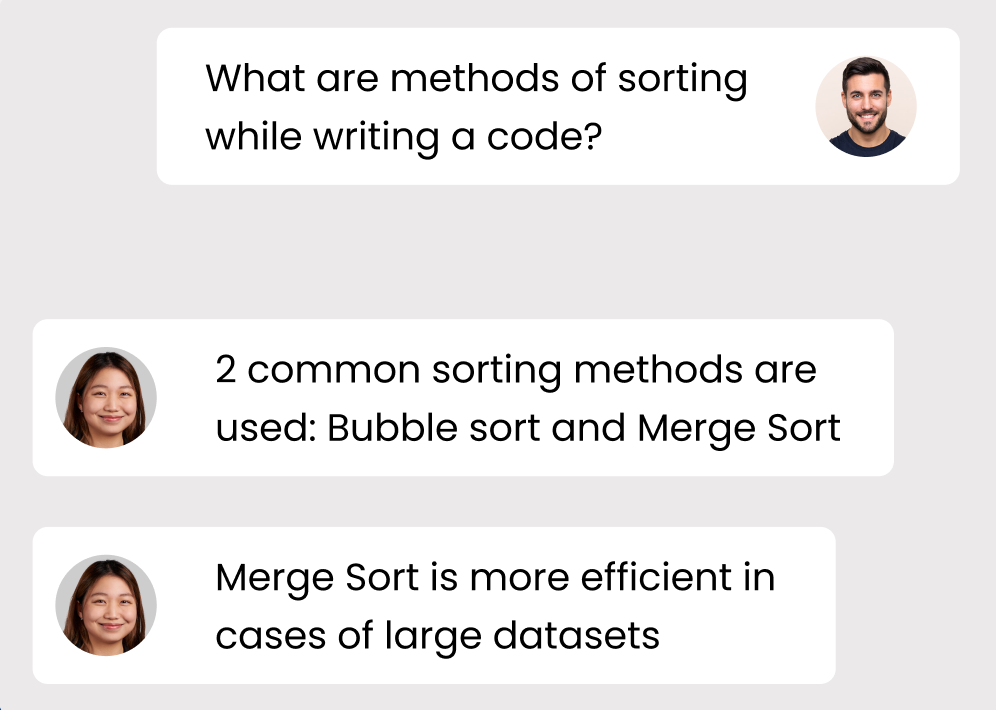 What are methods of sorting
while writing a code?
2 common sorting methods are
used: Bubble sort and Merge Sort
Merge Sort is more efficient in
cases of large datasets